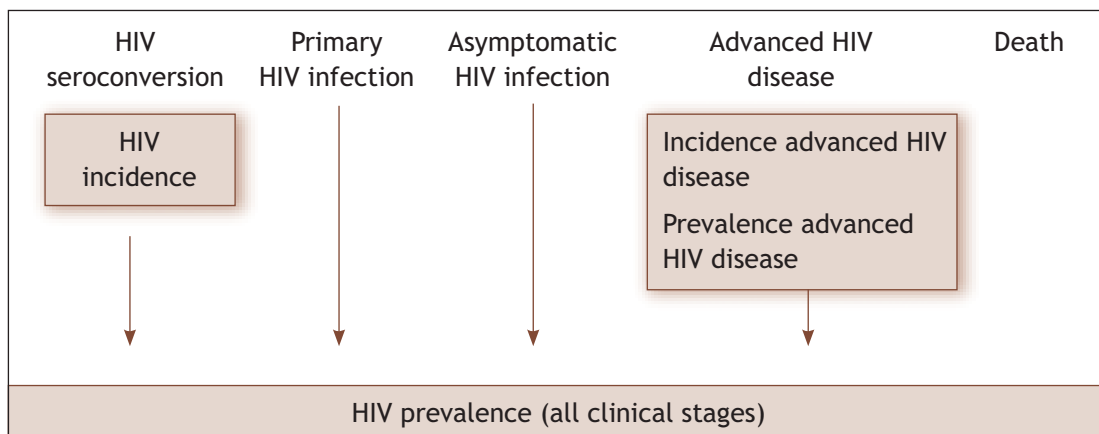 HIV
seroconversion
Primary
HIV infection
Asymptomatic
HIV infection
Advanced HIV
disease
Death
HIV
incidence
Incidence advanced HIV
disease
Prevalence advanced
HIV disease
HIV prevalence (all clinical stages)